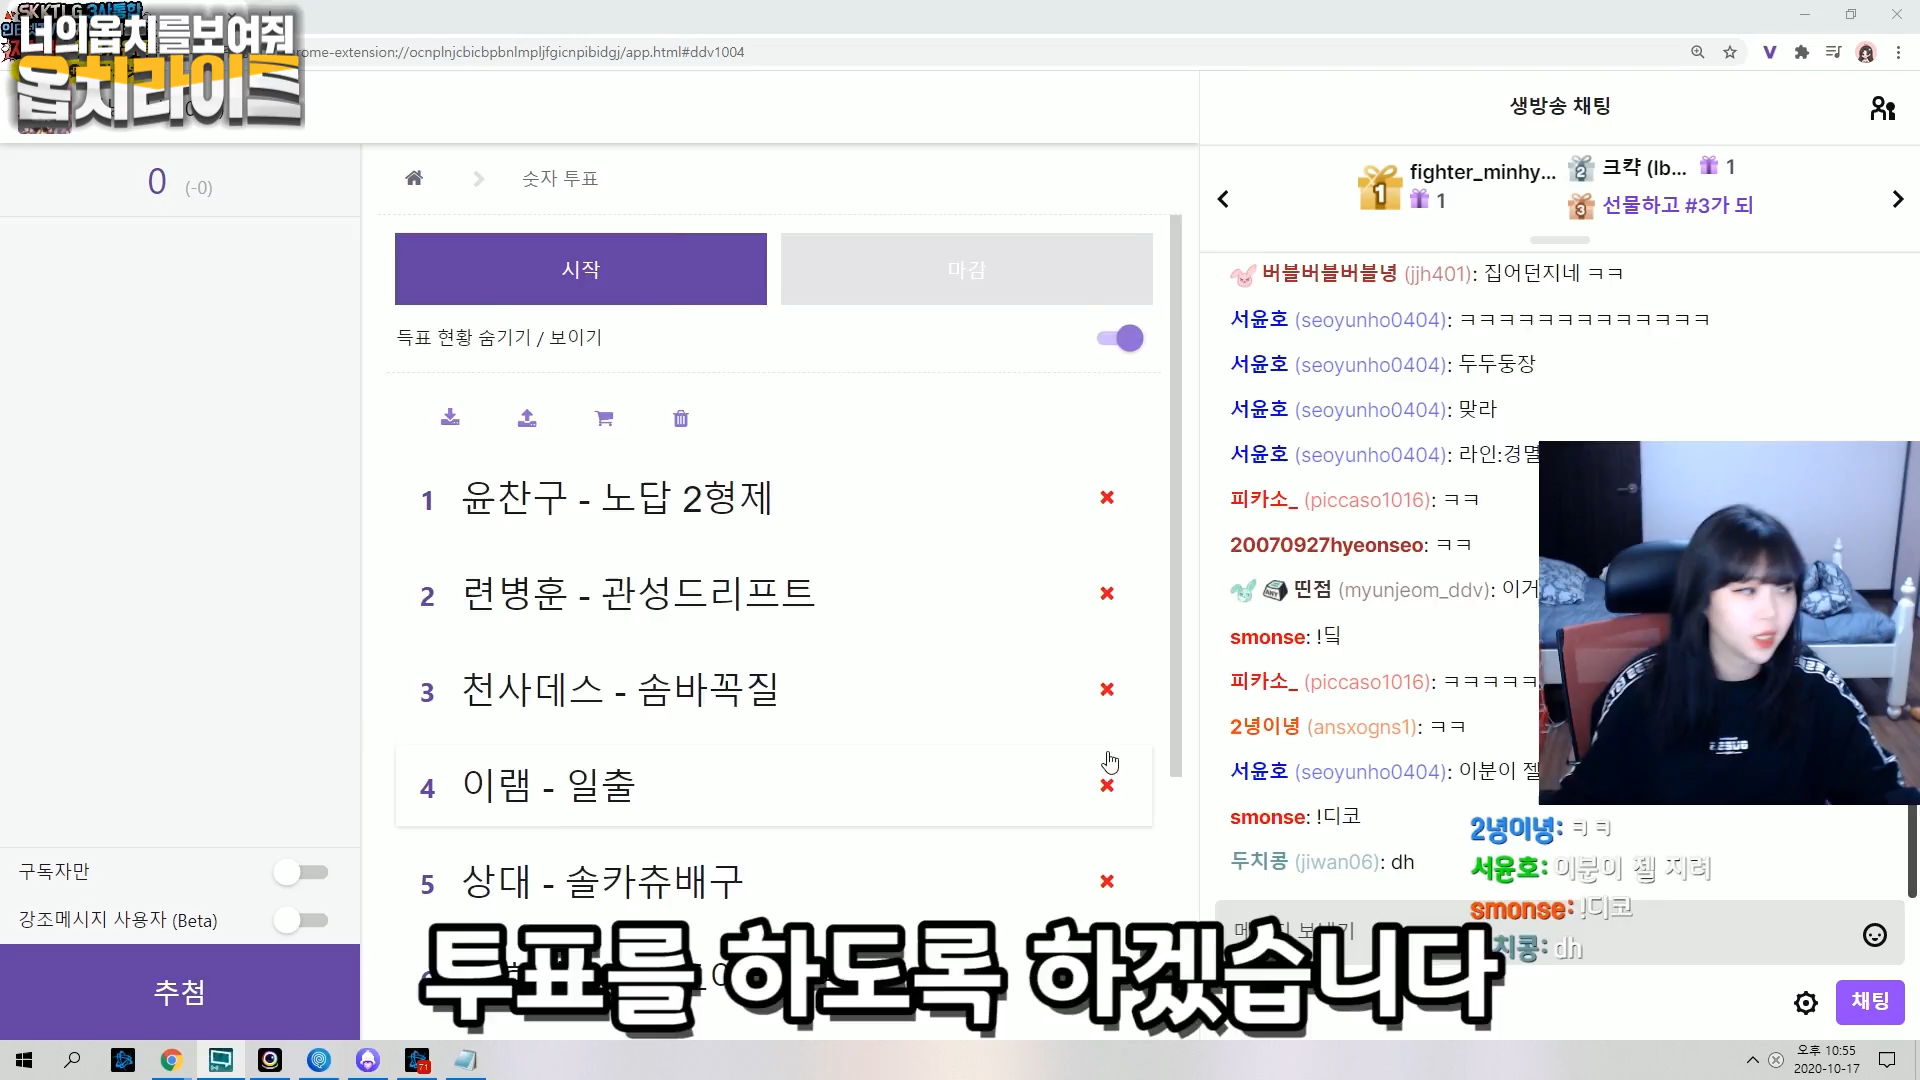 SKKTLG 3사통합
너의옵치를보여줘
옵치라이트
rome-extension://ocnplnjcbicbpbnlmpljfgicnpibidgj/app.html#ddv1004
생방송 채팅
0 (-0)
숫자 투표
fighter_minhy...
1
1
2
크캭 (lb...
1
3
선물하고 #3가 되
시작
마감
득표 현황 숨기기 / 보이기
1 윤찬구 - 노답 2형제
2 련병훈 - 관성드리프트
3 천사데스 - 솜바꼭질
4 이램 - 일출
5 상대 - 솔카츄배구
버블버블버블녕 (jjh401): 집어던지네 ㅋㅋ
서윤호 (seoyunho0404): ㅋㅋㅋㅋㅋㅋㅋㅋㅋㅋㅋㅋㅋ
서윤호 (seoyunho0404): 두두둥장
서윤호 (seoyunho0404): 맞라
서윤호 (seoyunho0404): 라인:경멸
피카소_ (piccaso1016): ㅋㅋ
20070927hyeonseo: ㅋㅋ
띤점 (myunjeom_ddv): 이거
smonse: !딬
피카소_ (piccaso1016): ㅋㅋㅋㅋㅋ
2녕이녕 (ansxogns1): ㅋㅋ
서윤호 (seoyunho0404): 이분이 젤
smonse: !디코
두치콩 (jiwan06): dh
2녕이녕: ㅋㅋ
서윤호: 이분이 젤 지려
smonse: !디코
치콩: dh
구독자만
강조메시지 사용자 (Beta)
추첨
투표를 하도록 하겠습니다
채팅
71
오후 10:55
2020-10-17